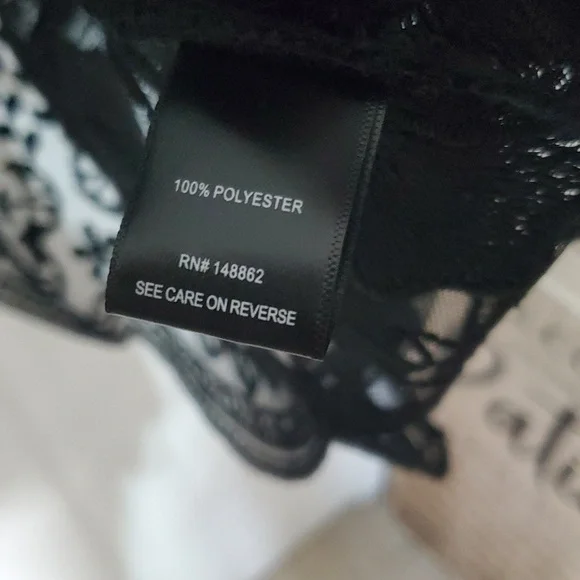 100% POLYESTER
RN# 148862
SEE CARE ON REVERSE